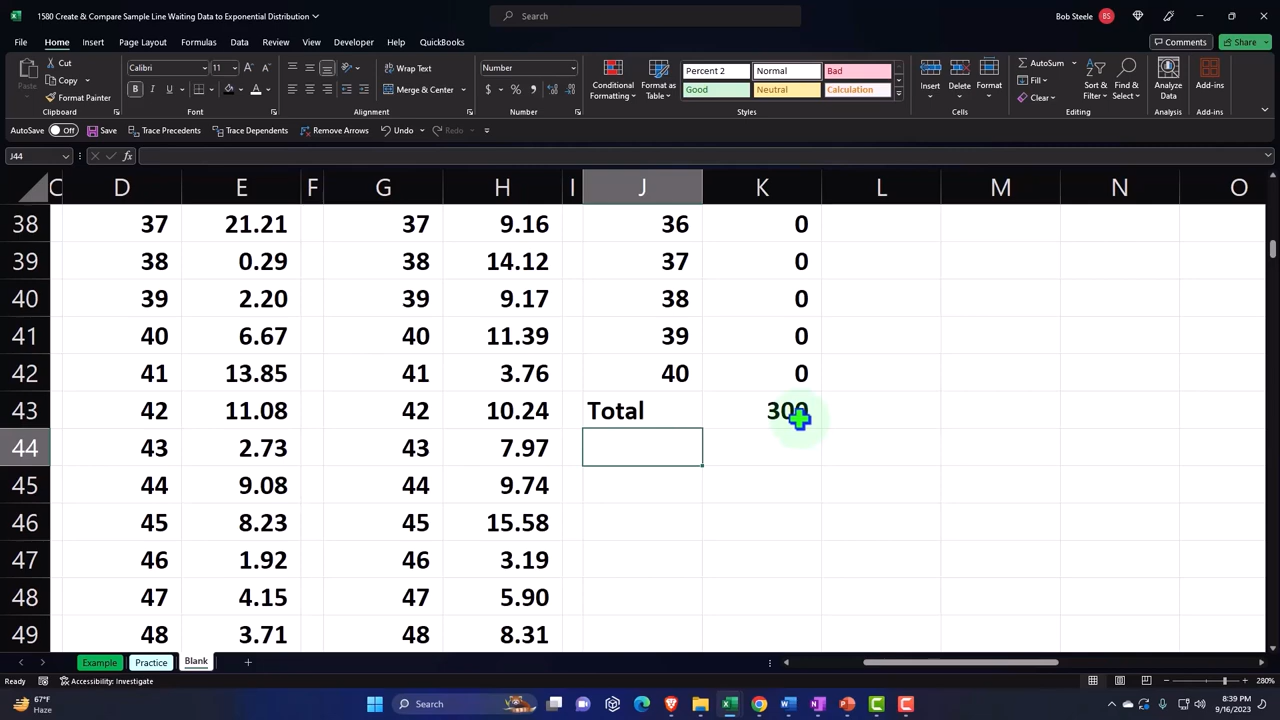 1580 Create & Compare Sample Line Waiting Data to Exponential Distribution
Search
Bob Steele BS
File Home Insert Page Layout Formulas Data Review View Developer Help QuickBooks
Comments Share
Cut
Copy
Format Painter
Clipboard
Calibri 11
Font
Wrap Text
Merge & Center
Alignment
Number
Number
Conditional Formatting
Format as Table
Percent 2 Normal Bad
Good Neutral Calculation
Styles
Insert Delete Format
Cells
AutoSum
Fill
Clear
Sort & Filter
Find & Select
Editing
Analyze Data
Analysis
Add-ins
Add-ins
AutoSave Off Save Trace Precedents Trace Dependents Remove Arrows Undo Redo
J44
fx
C D E F G H I J K L M N O
38 37 21.21 37 9.16 36 0
39 38 0.29 38 14.12 37 0
40 39 2.20 39 9.17 38 0
41 40 6.67 40 11.39 39 0
42 41 13.85 41 3.76 40 0
43 42 11.08 42 10.24 Total 300
44 43 2.73 43 7.97
45 44 9.08 44 9.74
46 45 8.23 45 15.58
47 46 1.92 46 3.19
48 47 4.15 47 5.90
49 48 3.71 48 8.31
Example Practice Blank
Ready Accessibility: Investigate
280%
67°F
Haze
Search
8:39 PM
9/16/2023